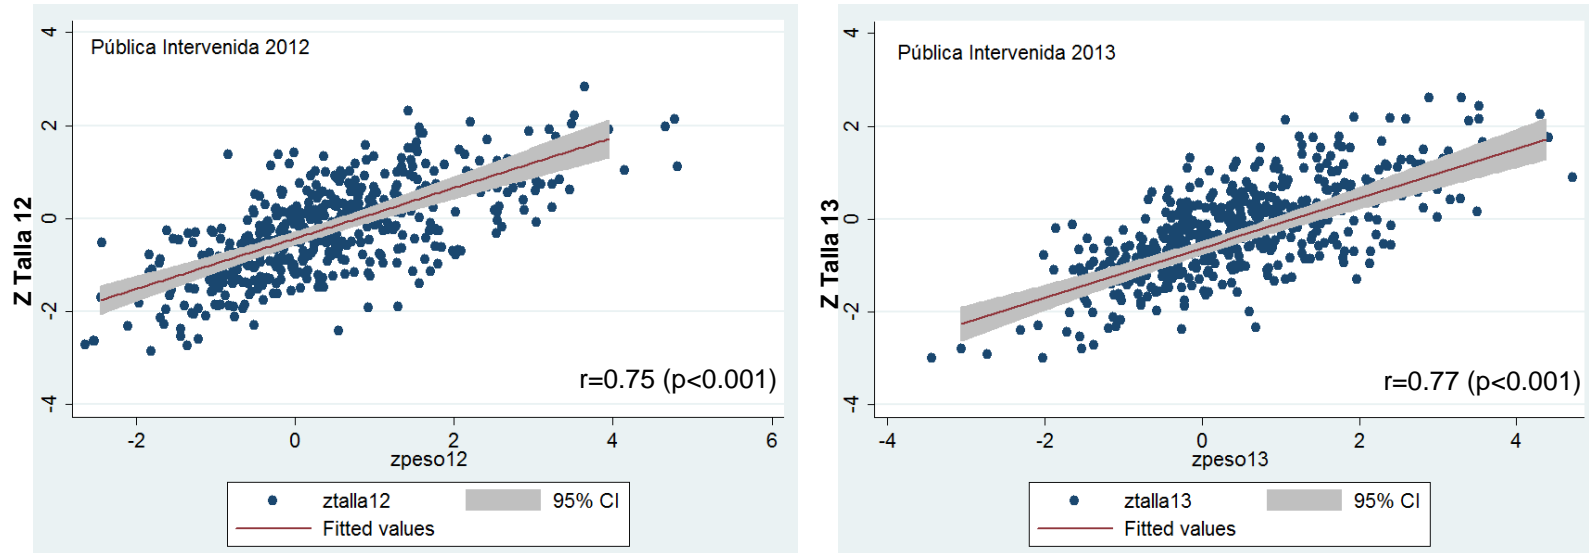 Pública Intervenida 2012
Z Talla 12
4
2
0
-2
-4
r=0.75 (p<0.001)
-2 0 2 4 6
zpeso12
ztalla12 95% CI
Fitted values
Pública Intervenida 2013
Z Talla 13
4
2
0
-2
-4
r=0.77 (p<0.001)
-4 -2 0 2 4
zpeso13
ztalla13 95% CI
Fitted values